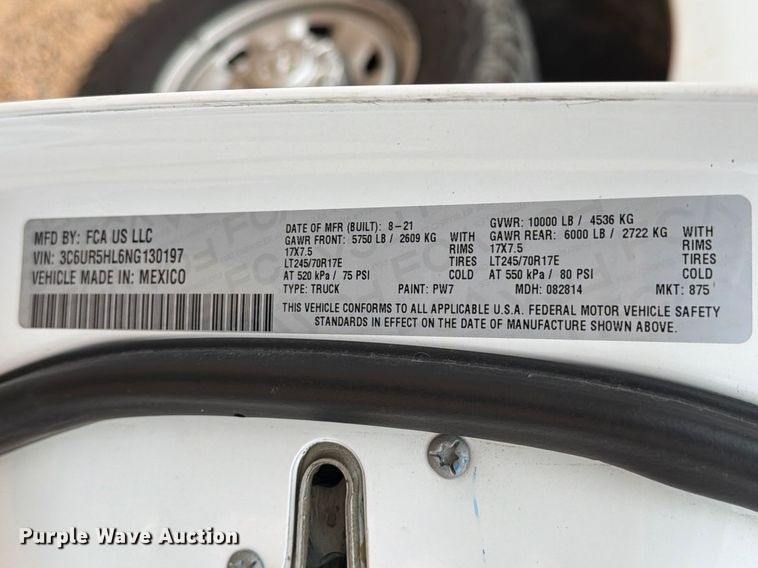 MFD BY: FCA US LLC
VIN: 3C6UR5HL6NG130197
VEHICLE MADE IN: MEXICO
DATE OF MFR (BUILT): 8-21
GAWR FRONT: 5750 LB / 2609 KG WITH
17X7.5 RIMS
LT245/70R17E TIRES
AT 520 kPa / 75 PSI COLD
TYPE: TRUCK PAINT: PW7
GVWR: 10000 LB / 4536 KG
GAWR REAR: 6000 LB / 2722 KG WITH
17X7.5 RIMS
LT245/70R17E TIRES
AT 550 kPa / 80 PSI COLD
MDH: 082814 MKT: 875
THIS VEHICLE CONFORMS TO ALL APPLICABLE U.S.A. FEDERAL MOTOR VEHICLE SAFETY
STANDARDS IN EFFECT ON THE DATE OF MANUFACTURE SHOWN ABOVE.
Purple Wave Auction